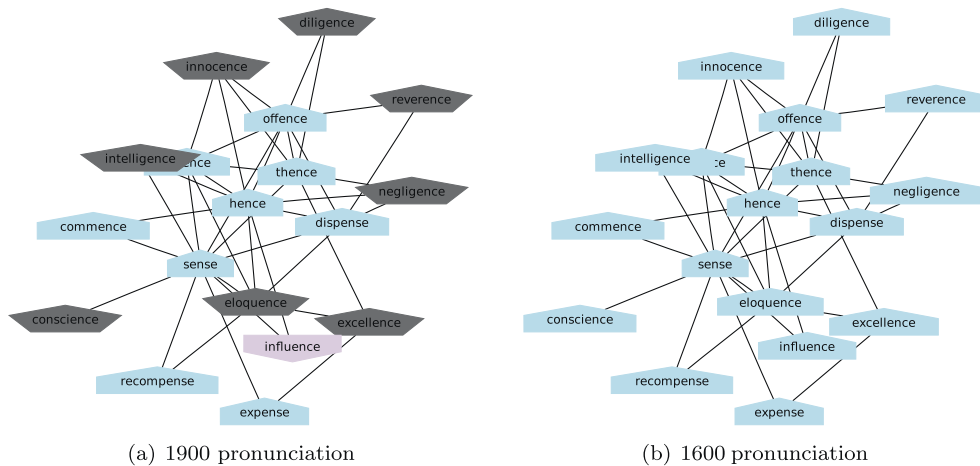 diligence
innocence
reverence
offence
intelligence
thence
negligence
hence
commence
dispense
sense
eloquence
conscience
excellence
influence
recompense
expense
(a) 1900 pronunciation
diligence
innocence
reverence
offence
intelligence
thence
negligence
hence
commence
dispense
sense
eloquence
conscience
excellence
influence
recompense
expense
(b) 1600 pronunciation